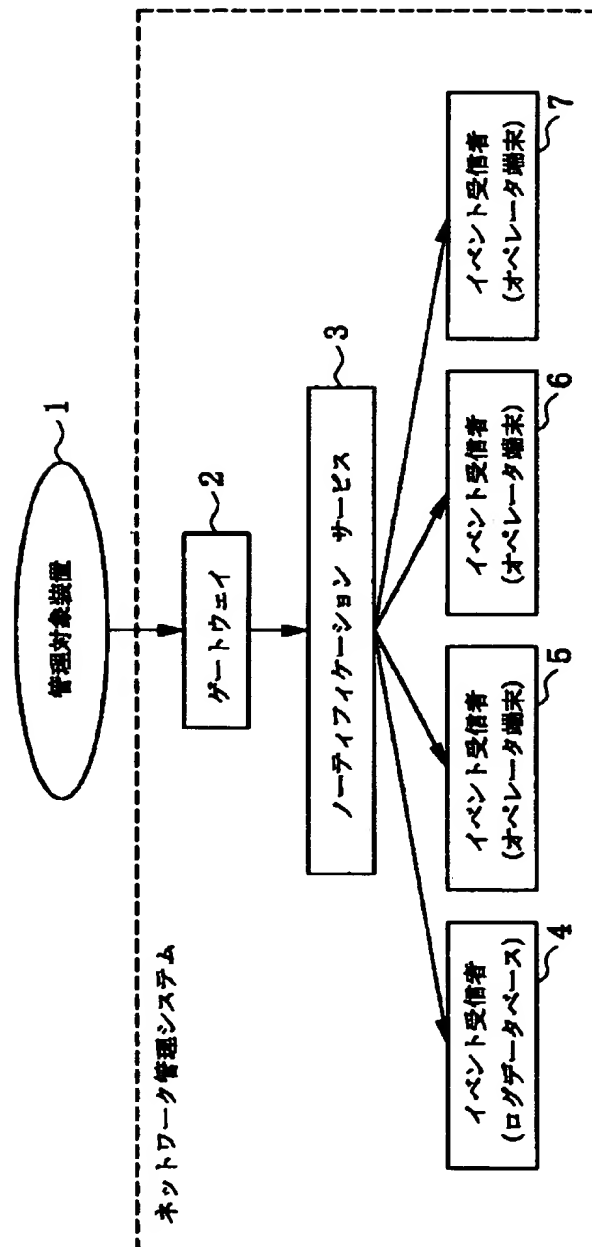 管理対象装置
1
ネットワーク管理システム
ゲートウェイ
2
ノーティフィケーション サービス
3
イベント受信者
(ログデータベース)
4
イベント受信者
(オペレータ端末)
5
イベント受信者
(オペレータ端末)
6
イベント受信者
(オペレータ端末)
7